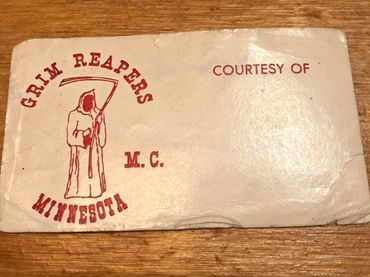 GRIM REAPERS
COURTESY OF
M.C.
MINNESOTA